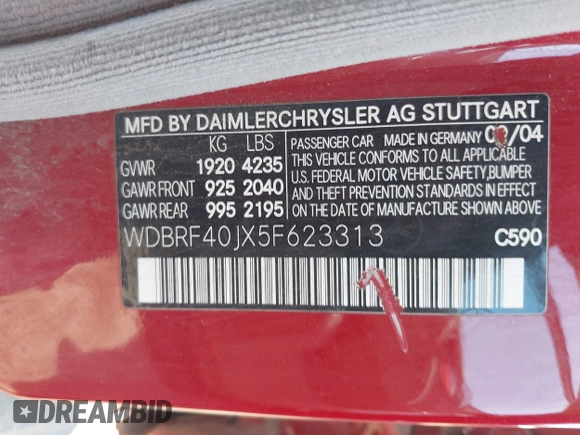 MFD BY DAIMLERCHRYSLER AG STUTTGART
KG LBS
GVWR 1920 4235
GAWR FRONT 925 2040
GAWR REAR 995 2195
PASSENGER CAR MADE IN GERMANY /04
THIS VEHICLE CONFORMS TO ALL APPLICABLE
U.S. FEDERAL MOTOR VEHICLE SAFETY, BUMPER
AND THEFT PREVENTION STANDARDS IN EFFECT
ON THE DATE OF MANUFACTURE SHOWN ABOVE.
WDBRF40JX5F623313 C590
DREAMBID